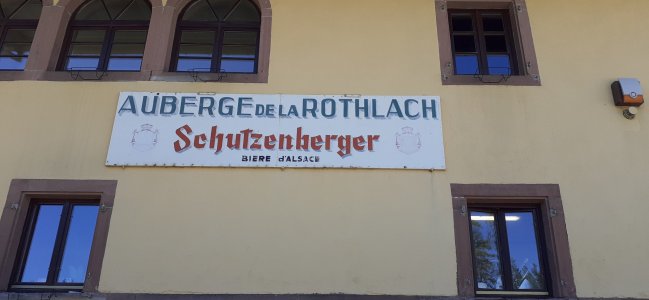 AUBERGE DE LA ROTHLACH
Schutzenberger
BIERE D'ALSACE